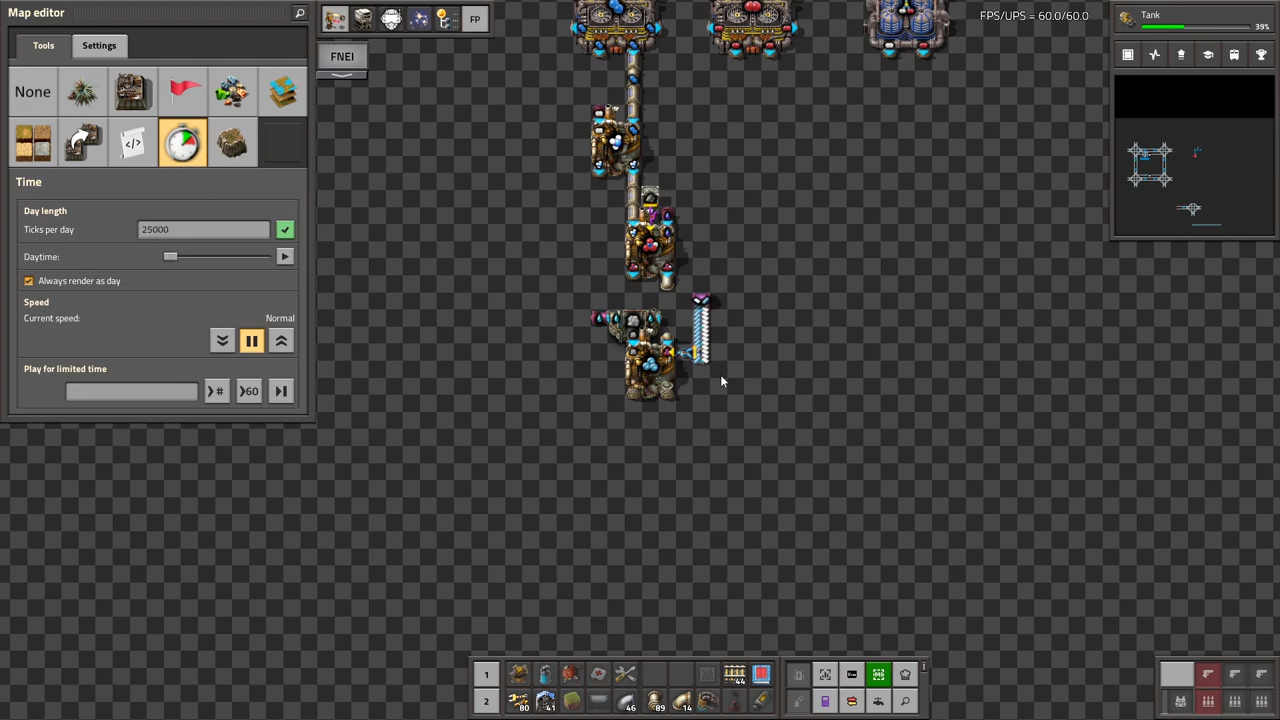 Map editor
Tools
Settings
None
Time
Day length
Ticks per day
25000
Daytime:
Always render as day
Speed
Current speed:
Normal
Play for limited time
>#
>60
FP
FNEI
FPS/UPS = 60.0/60.0
Tank
39%
1
44
2
80
41
46
89
14